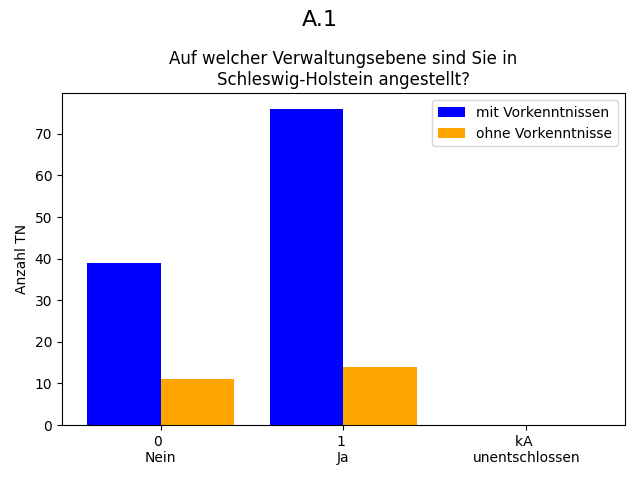 A.1
Auf welcher Verwaltungsebene sind Sie in
Schleswig-Holstein angestellt?
mit Vorkenntnissen
ohne Vorkenntnisse
Anzahl TN
70
60
50
40
30
20
10
0
0
Nein
1
Ja
kA
unentschlossen